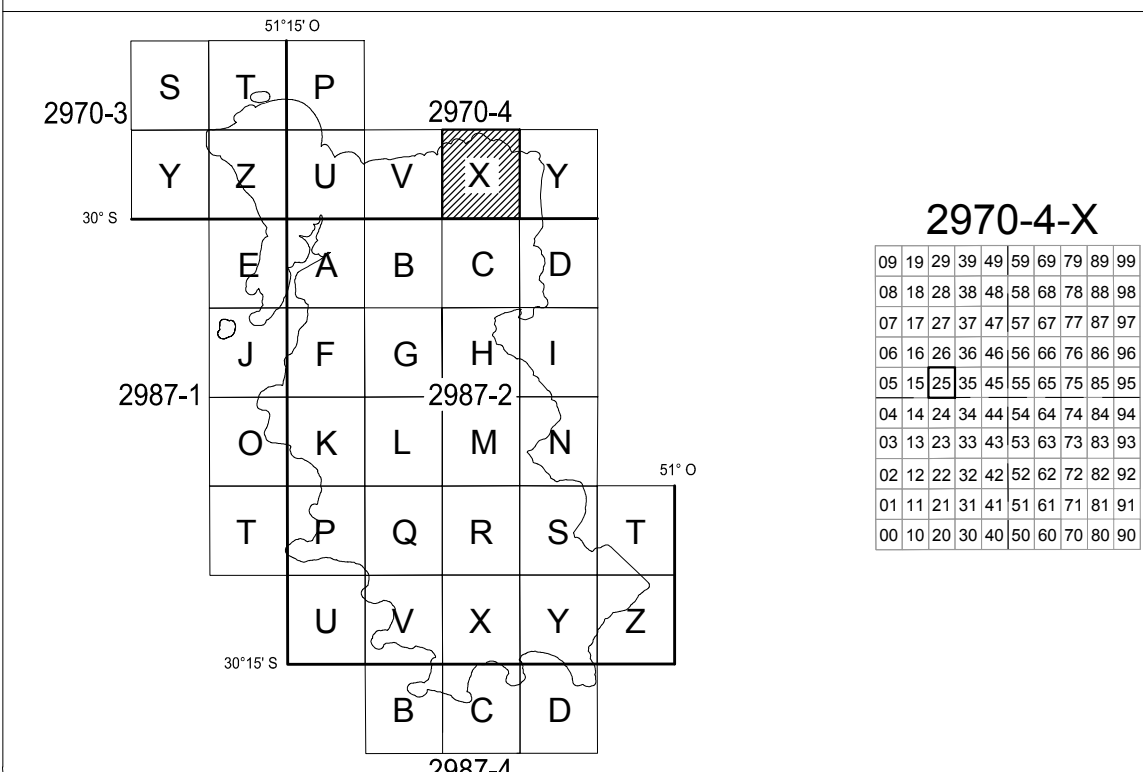 51°15' O
S T P
2970-3 2970-4
Y Z U V X Y
30° S
E A B C D
J F G H I
2987-1 2987-2
O K L M N
51° O
T P Q R S T
U V X Y Z
30°15' S
B C D
2987-4
2970-4-X
09 19 29 39 49 59 69 79 89 99
08 18 28 38 48 58 68 78 88 98
07 17 27 37 47 57 67 77 87 97
06 16 26 36 46 56 66 76 86 96
05 15 25 35 45 55 65 75 85 95
04 14 24 34 44 54 64 74 84 94
03 13 23 33 43 53 63 73 83 93
02 12 22 32 42 52 62 72 82 92
01 11 21 31 41 51 61 71 81 91
00 10 20 30 40 50 60 70 80 90